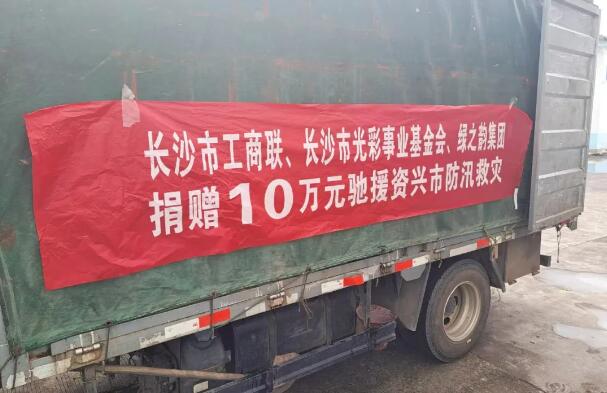 长沙市工商联、长沙市光彩事业基金会、绿之韵集团
捐赠10万元驰援资兴市防汛救灾